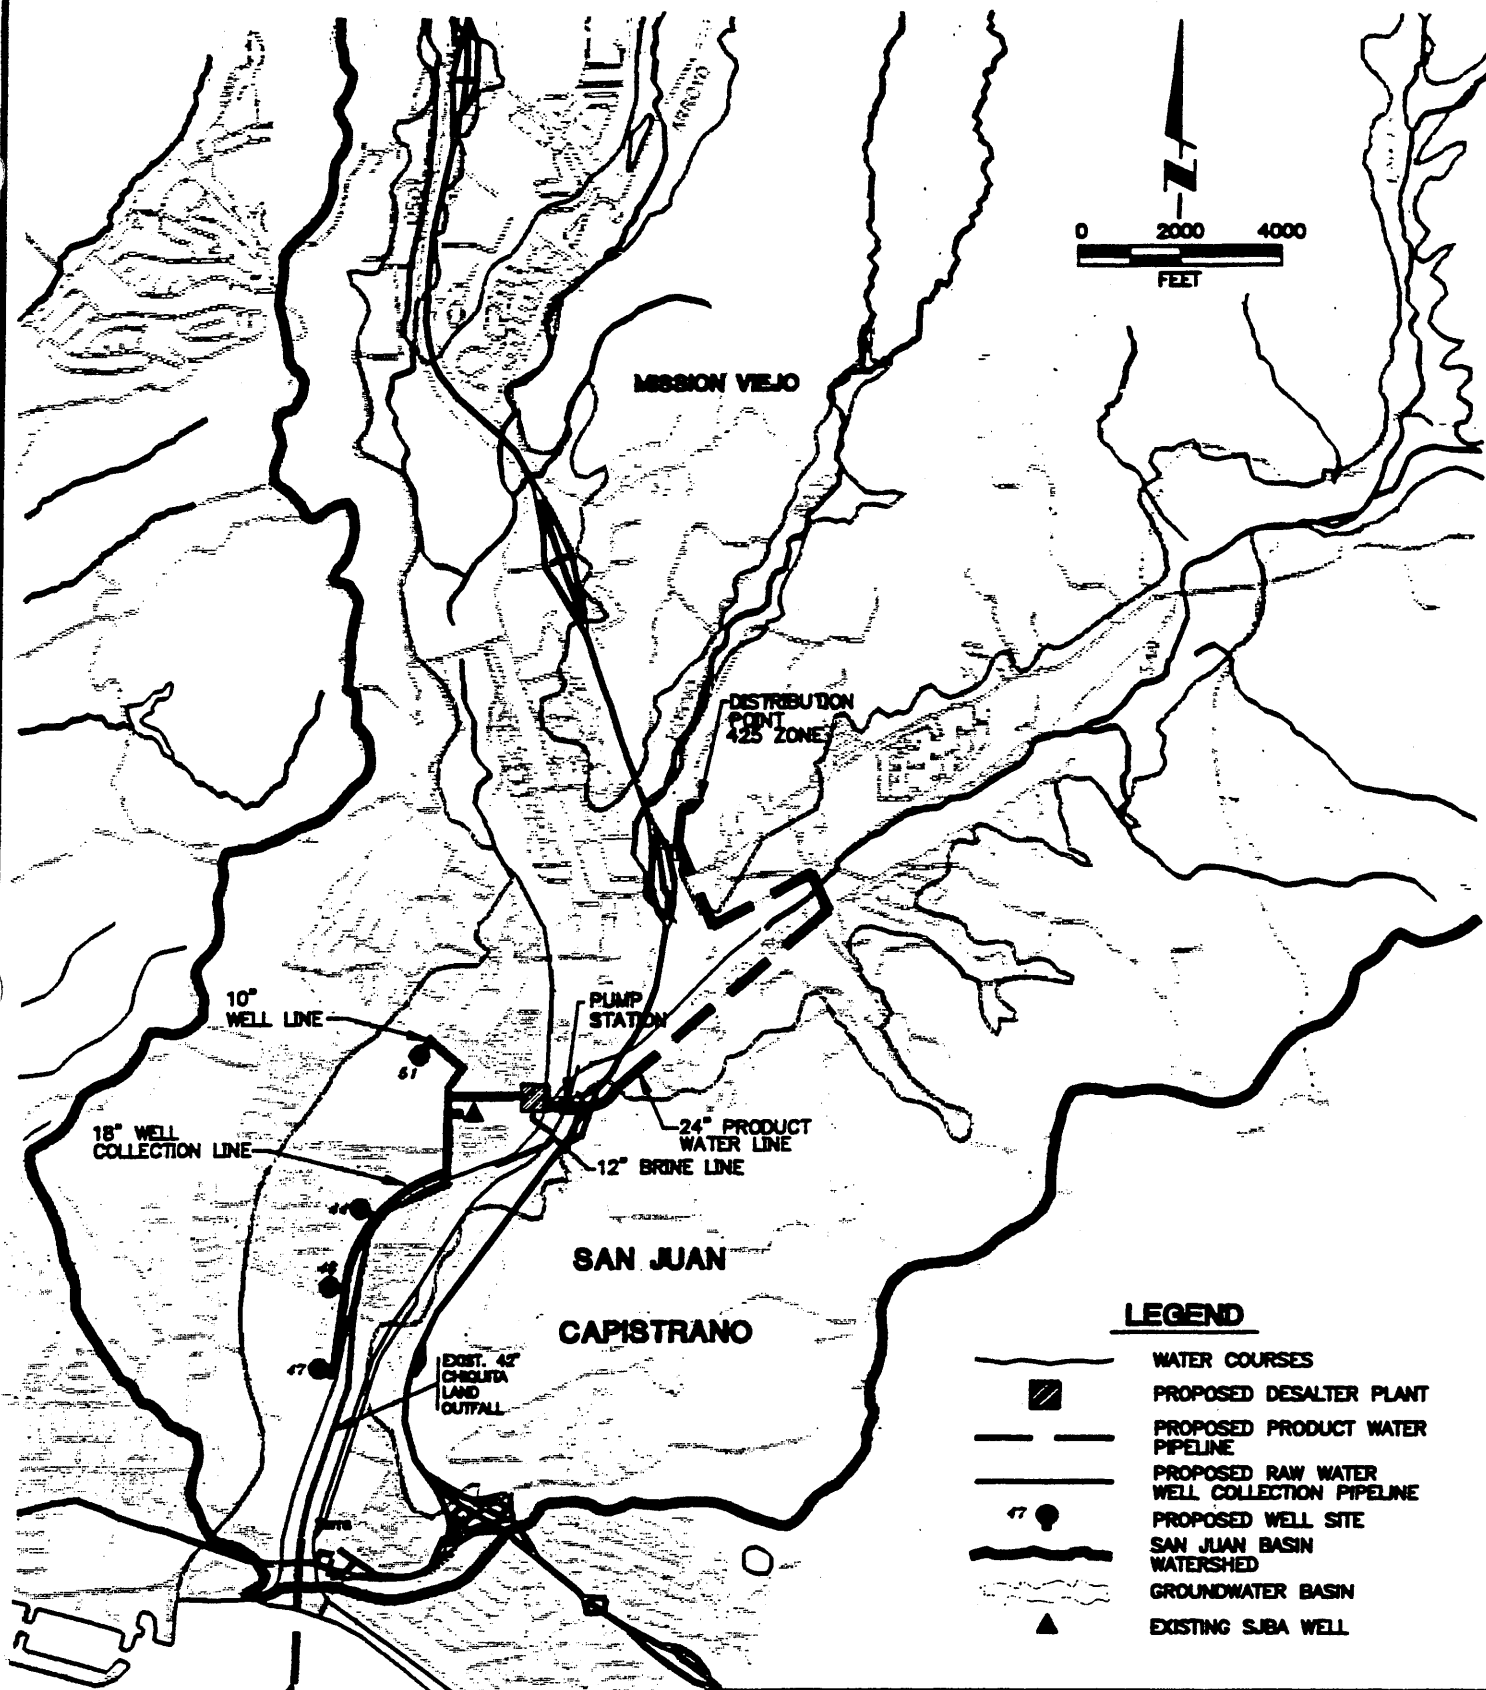 ARROYO
N
0 2000 4000
FEET
MISSION VIEJO
DISTRIBUTION
POINT
425 ZONE
10"
WELL LINE
PUMP
STATION
51
18" WELL
COLLECTION LINE
24" PRODUCT
WATER LINE
12" BRINE LINE
SAN JUAN
CAPISTRANO
47
EXIST. 42"
CHIQUITA
LAND
OUTFALL
LEGEND
WATER COURSES
PROPOSED DESALTER PLANT
PROPOSED PRODUCT WATER
PIPELINE
PROPOSED RAW WATER
WELL COLLECTION PIPELINE
47 PROPOSED WELL SITE
SAN JUAN BASIN
WATERSHED
GROUNDWATER BASIN
EXISTING SJBA WELL